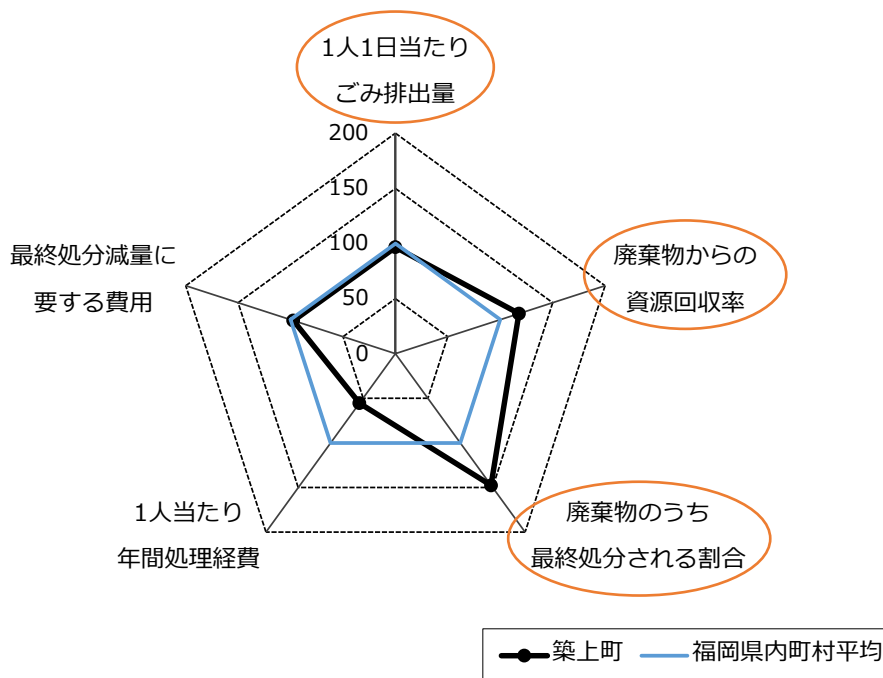 1人1日当たり
ごみ排出量
200
150
100
50
0
廃棄物からの
資源回収率
廃棄物のうち
最終処分される割合
1人当たり
年間処理経費
最終処分減量に
要する費用
築上町
福岡県内町村平均